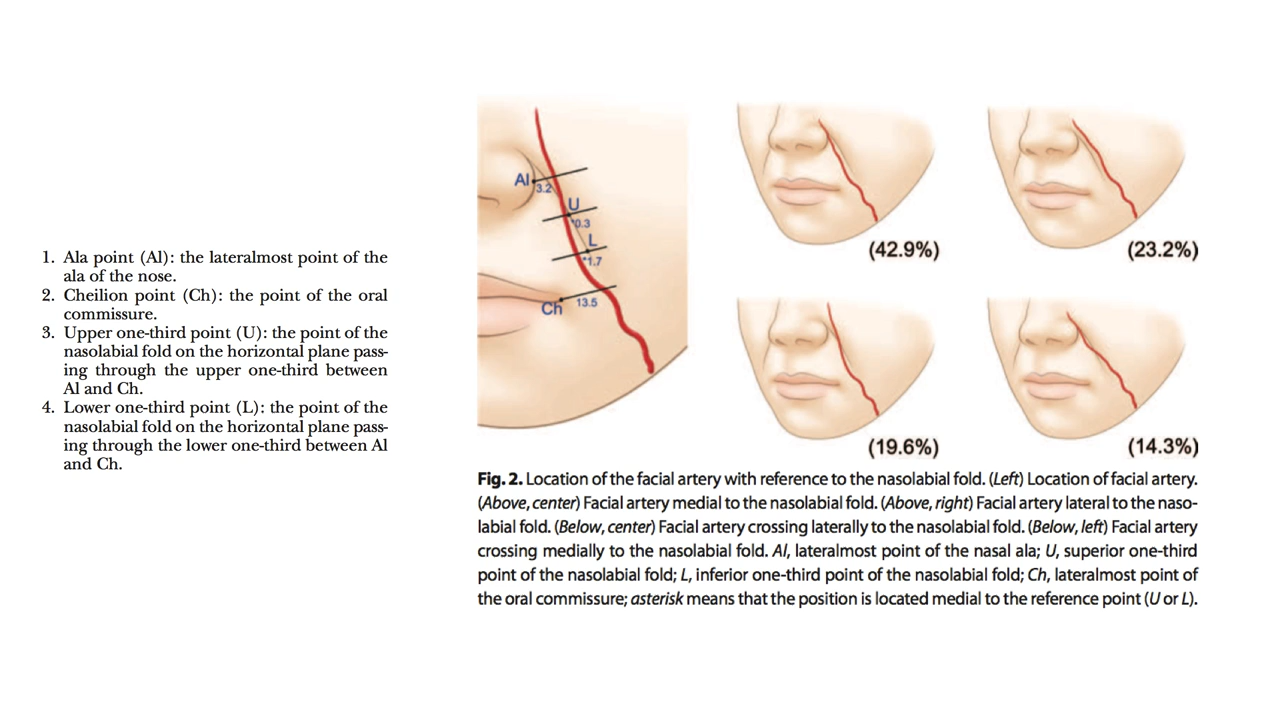 1. Ala point (Al): the lateralmost point of the
ala of the nose.
2. Cheilion point (Ch): the point of the oral
commissure.
3. Upper one-third point (U): the point of the
nasolabial fold on the horizontal plane pass-
ing through the upper one-third between
Al and Ch.
4. Lower one-third point (L): the point of the
nasolabial fold on the horizontal plane pass-
ing through the lower one-third between Al
and Ch.
Al
3.2
U
*0.3
L
*1.7
Ch
13.5
(42.9%)
(23.2%)
(19.6%)
(14.3%)
Fig. 2. Location of the facial artery with reference to the nasolabial fold. (Left) Location of facial artery.
(Above, center) Facial artery medial to the nasolabial fold. (Above, right) Facial artery lateral to the naso-
labial fold. (Below, center) Facial artery crossing laterally to the nasolabial fold. (Below, left) Facial artery
crossing medially to the nasolabial fold. Al, lateralmost point of the nasal ala; U, superior one-third
point of the nasolabial fold; L, inferior one-third point of the nasolabial fold; Ch, lateralmost point of
the oral commissure; asterisk means that the position is located medial to the reference point (U or L).